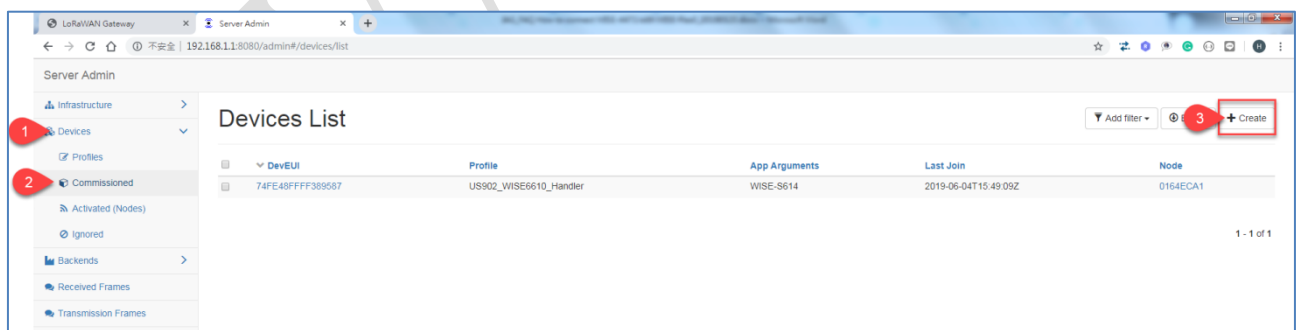 LoRaWAN Gateway
Server Admin
不安全 | 192.168.1.1:8080/admin#/devices/list
H
Server Admin
Infrastructure
1
Devices
Profiles
2
Commissioned
Activated (Nodes)
Ignored
Backends
Received Frames
Transmission Frames
Devices List
Add filter
3
Create
DevEUI Profile App Arguments Last Join Node
74FE48FFFF389587 US902_WISE6610_Handler WISE-S614 2019-06-04T15:49:09Z 0164ECA1
1 - 1 of 1